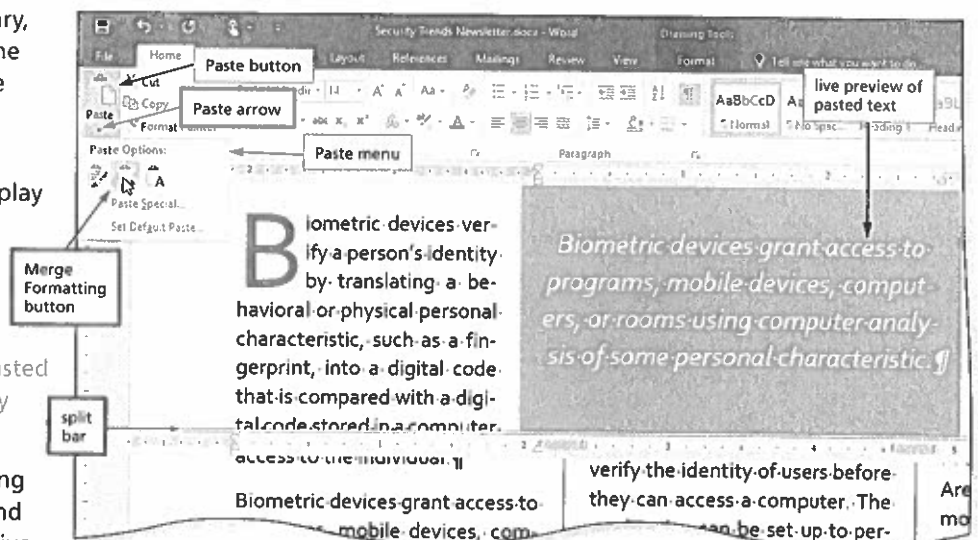 ry,
ne
e
play
sted
y
ng
nd
Security Trends Newsletter.docx - Word
Drawing Tools
File Home Layout References Mailings Review View Format Tell me what you want to do...
Paste button
Cut
Copy
Paste arrow
Paste
Format Painter
Paste Options:
Paste menu
Paragraph
Paste Special...
Set Default Paste...
AaBbCcD
¶ Normal
live preview of
pasted text
Merge
Formatting
button
split
bar
Biometric devices ver-
ify a person's identity
by translating a be-
havioral or physical personal
characteristic, such as a fin-
gerprint, into a digital code
that is compared with a digi-
tal code stored in a computer
Biometric devices grant access to
programs, mobile devices, comput-
ers, or rooms using computer analy-
sis of some personal characteristic.¶
access to the individual.¶
Biometric devices grant access to
mobile devices, com-
verify the identity of users before
they can access a computer. The
can be set up to per-
Are
mo